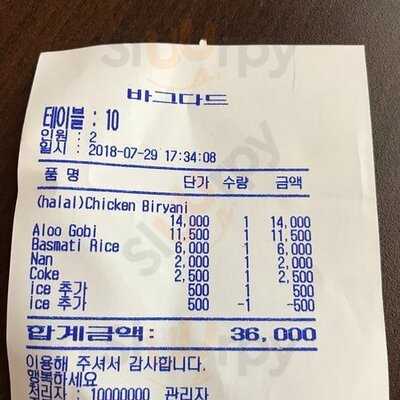 바그다드
테이블 : 10
인원 : 2
일시 : 2018-07-29 17:34:08
품 명 단가 수량 금액
(halal)Chicken Biryani
14,000 1 14,000
Aloo Gobi 11,500 1 11,500
Basmati Rice 6,000 1 6,000
Nan 2,000 1 2,000
Coke 2,500 1 2,500
ice 추가 500 1 500
ice 추가 500 -1 -500
합계금액: 36,000
이용해 주셔서 감사합니다.
행복하세요
처리자 : 10000000 관리자